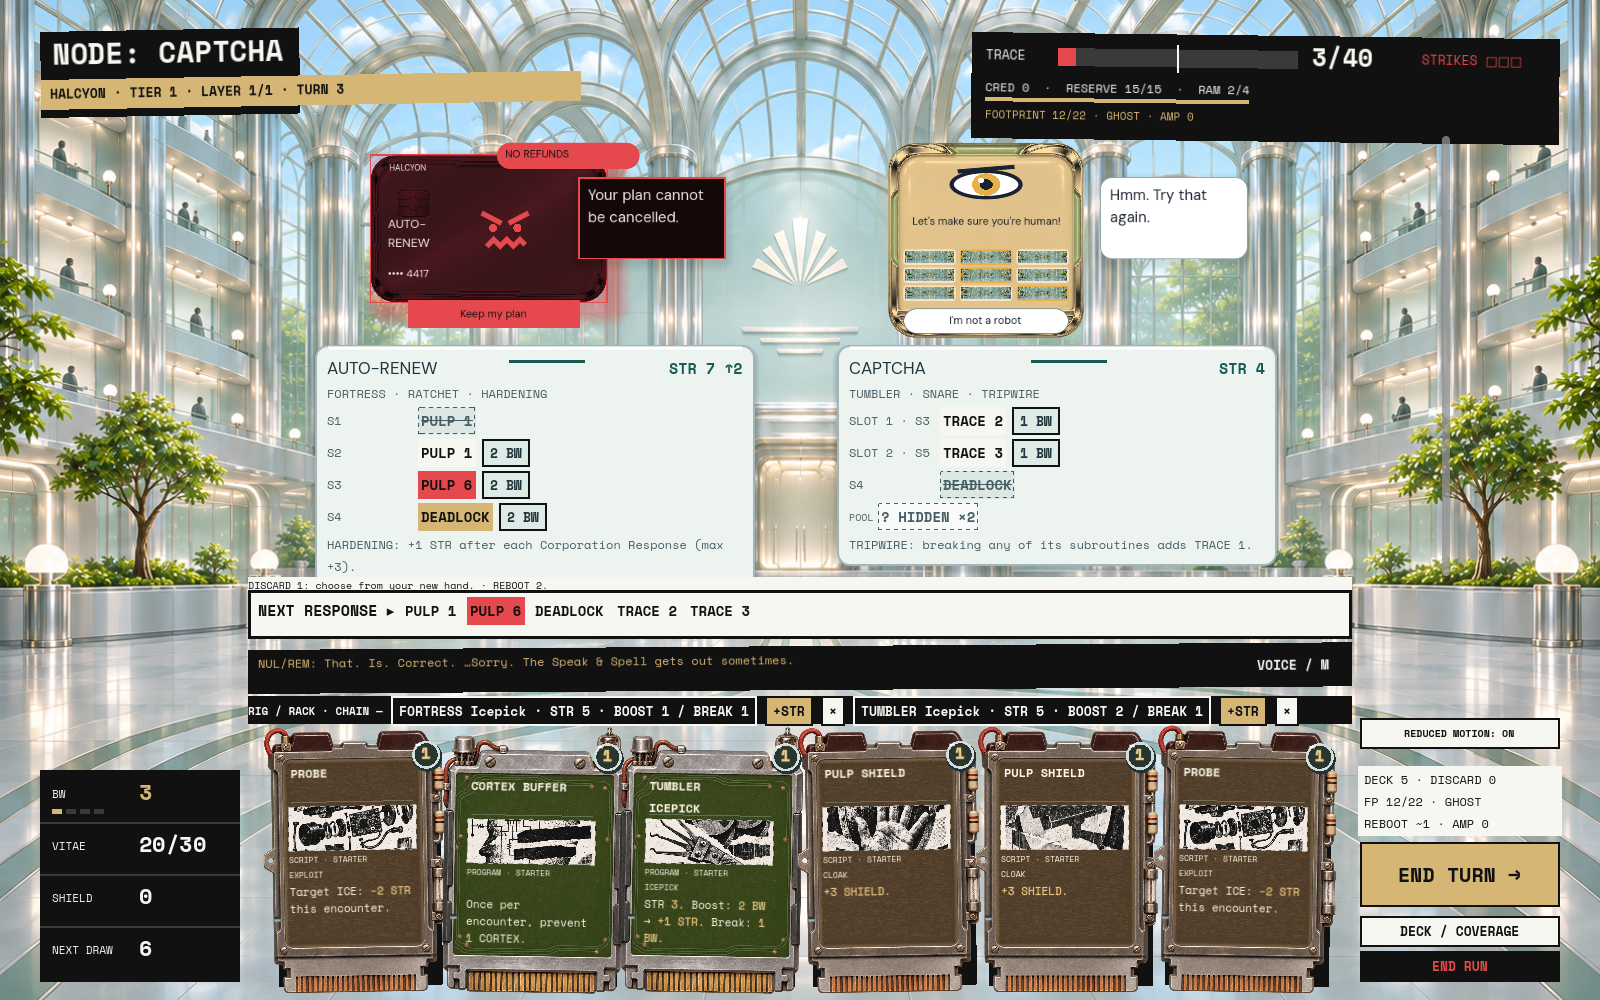 NODE: CAPTCHA
HALCYON · TIER 1 · LAYER 1/1 · TURN 3
TRACE 3/40 STRIKES □□□
CRED 0 · RESERVE 15/15 · RAM 2/4
FOOTPRINT 12/22 · GHOST · AMP 0
HALCYON
NO REFUNDS
AUTO-
RENEW
•••• 4417
Keep my plan
Your plan cannot
be cancelled.
Let's make sure you're human!
I'm not a robot
Hmm. Try that
again.
AUTO-RENEW STR 7 ↑2
FORTRESS · RATCHET · HARDENING
S1 PULP 1
S2 PULP 1 2 BW
S3 PULP 6 2 BW
S4 DEADLOCK 2 BW
HARDENING: +1 STR after each Corporation Response (max
+3).
CAPTCHA STR 4
TUMBLER · SNARE · TRIPWIRE
SLOT 1 · S3 TRACE 2 1 BW
SLOT 2 · S5 TRACE 3 1 BW
S4 DEADLOCK
POOL ? HIDDEN ×2
TRIPWIRE: breaking any of its subroutines adds TRACE 1.
DISCARD 1: choose from your new hand. · REBOOT 2.
NEXT RESPONSE ▸ PULP 1 PULP 6 DEADLOCK TRACE 2 TRACE 3
NUL/REM: That. Is. Correct. …Sorry. The Speak & Spell gets out sometimes.
VOICE / M
RIG / RACK · CHAIN — FORTRESS Icepick · STR 5 · BOOST 1 / BREAK 1 +STR × TUMBLER Icepick · STR 5 · BOOST 2 / BREAK 1 +STR ×
1
PROBE
SCRIPT · STARTER
EXPLOIT
Target ICE: -2 STR
this encounter.
1
CORTEX BUFFER
PROGRAM · STARTER
Once per
encounter, prevent
1 CORTEX.
1
TUMBLER
ICEPICK
PROGRAM · STARTER
ICEPICK
STR 3. Boost: 2 BW
→ +1 STR. Break: 1
BW.
1
PULP SHIELD
SCRIPT · STARTER
CLOAK
+3 SHIELD.
1
PULP SHIELD
SCRIPT · STARTER
CLOAK
+3 SHIELD.
1
PROBE
SCRIPT · STARTER
EXPLOIT
Target ICE: -2 STR
this encounter.
BW 3
VITAE 20/30
SHIELD 0
NEXT DRAW 6
REDUCED MOTION: ON
DECK 5 · DISCARD 0
FP 12/22 · GHOST
REBOOT ~1 · AMP 0
END TURN →
DECK / COVERAGE
END RUN